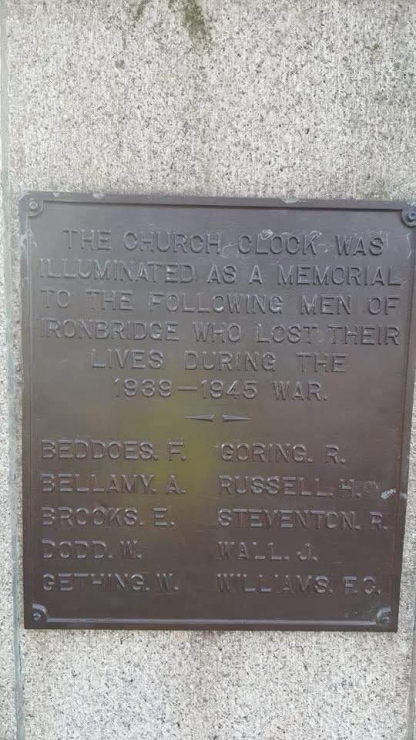 THE CHURCH CLOCK WAS
ILLUMINATED AS A MEMORIAL
TO THE FOLLOWING MEN OF
IRONBRIDGE WHO LOST THEIR
LIVES DURING THE
1939-1945 WAR.
BEDDOES. F. GORING. R.
BELLAMY. A. RUSSELL. H.
BROOKS. E. STEVENTON. R.
DODD. W. WALL. J.
GETHING. W. WILLIAMS. F.C.